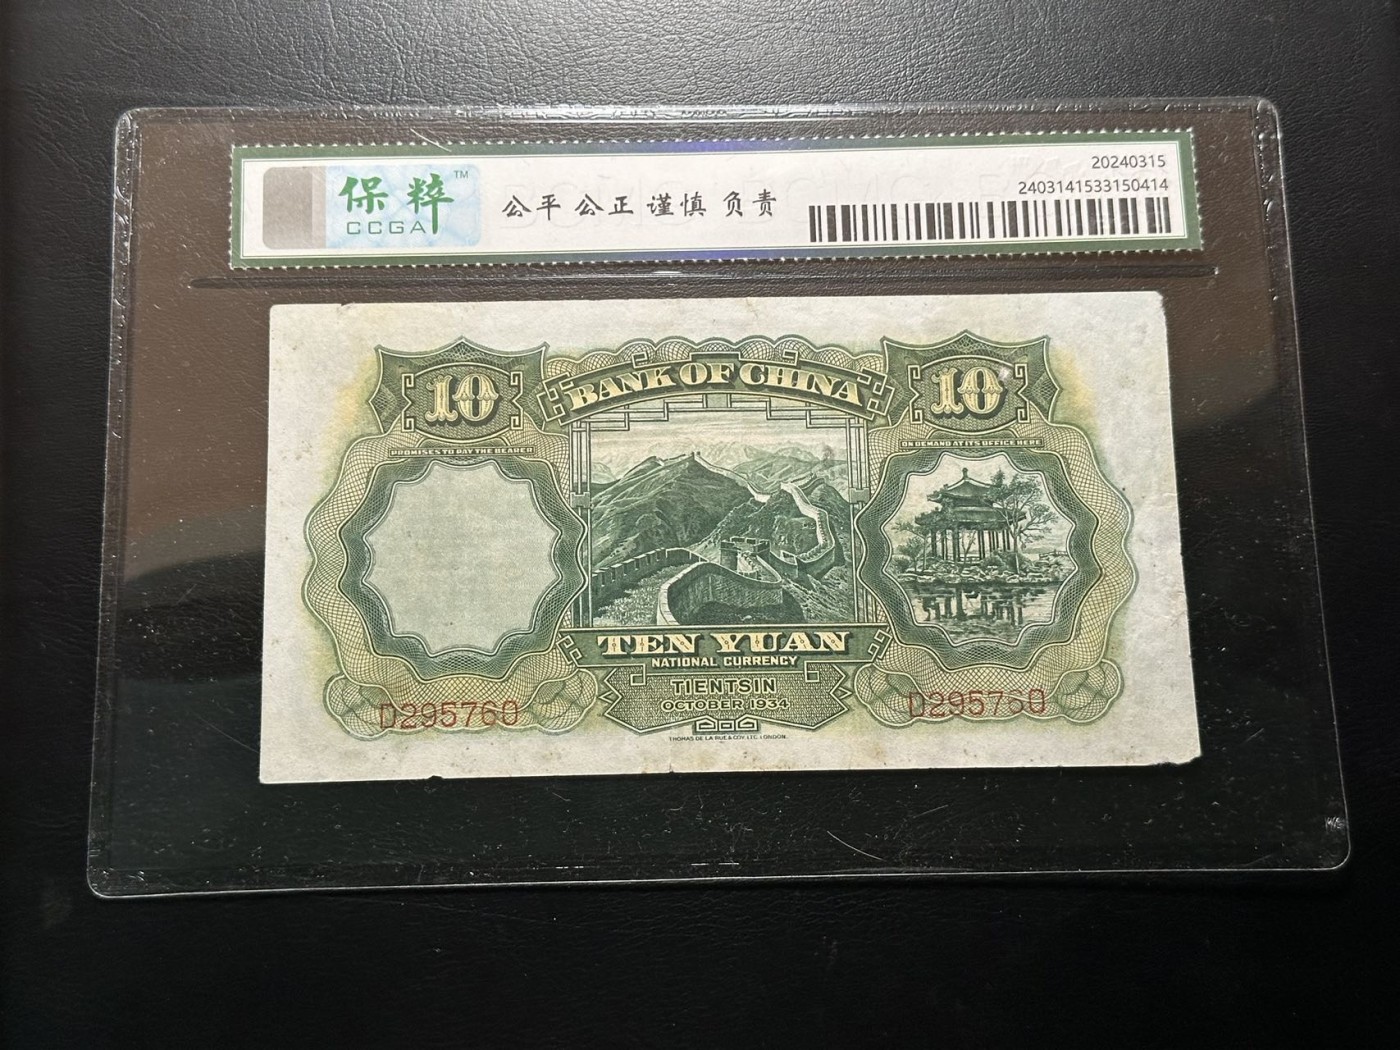 保粹™
CCGA
公平 公正 谨慎 负责
20240315
2403141533150414
10
BANK OF CHINA
10
PROMISES TO PAY THE BEARER
ON DEMAND AT ITS OFFICE HERE
TEN YUAN
NATIONAL CURRENCY
TIENTSIN
OCTOBER 1934
D295760
D295760
THOMAS DE LA RUE & COY. LTD. LONDON.